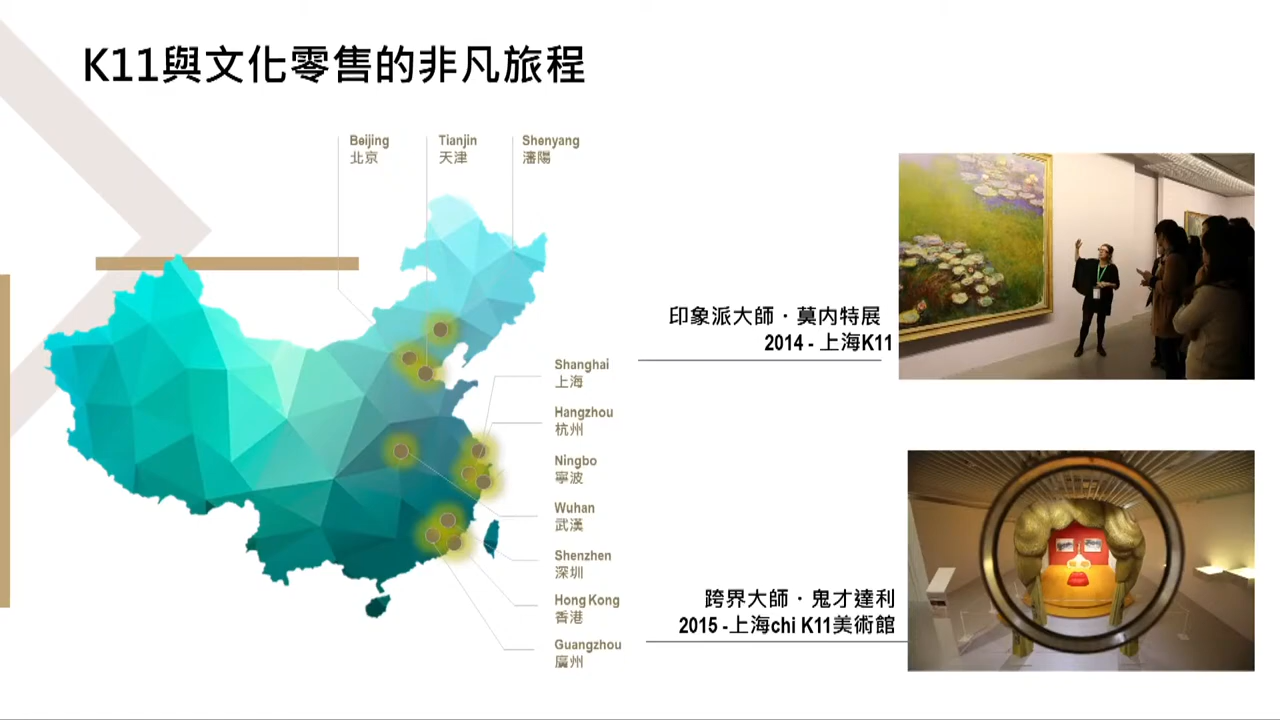 K11與文化零售的非凡旅程
Beijing
北京
Tianjin
天津
Shenyang
瀋陽
Shanghai
上海
Hangzhou
杭州
Ningbo
寧波
Wuhan
武漢
Shenzhen
深圳
Hong Kong
香港
Guangzhou
廣州
印象派大師・莫内特展
2014 - 上海K11
跨界大師・鬼才達利
2015 -上海chi K11美術館